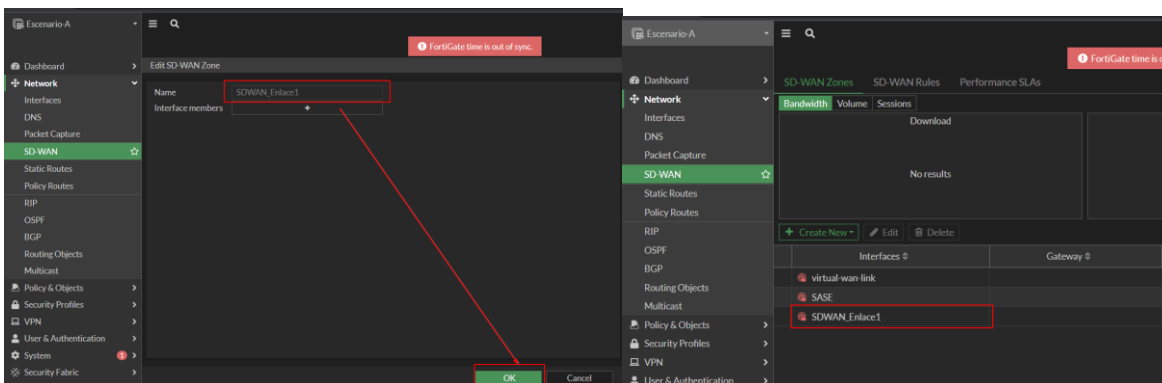 Escenario-A
FortiGate time is out of sync.
Dashboard
Network
Interfaces
DNS
Packet Capture
SD-WAN
Static Routes
Policy Routes
RIP
OSPF
BGP
Routing Objects
Multicast
Policy & Objects
Security Profiles
VPN
User & Authentication
System 1
Security Fabric
Edit SD-WAN Zone
Name SDWAN_Enlace1
Interface members +
OK Cancel
Escenario-A
FortiGate time is o
Dashboard
Network
Interfaces
DNS
Packet Capture
SD-WAN
Static Routes
Policy Routes
RIP
OSPF
BGP
Routing Objects
Multicast
Policy & Objects
Security Profiles
VPN
User & Authentication
SD-WAN Zones SD-WAN Rules Performance SLAs
Bandwidth Volume Sessions
Download
No results
+ Create New Edit Delete
Interfaces Gateway
virtual-wan-link
SASE
SDWAN_Enlace1